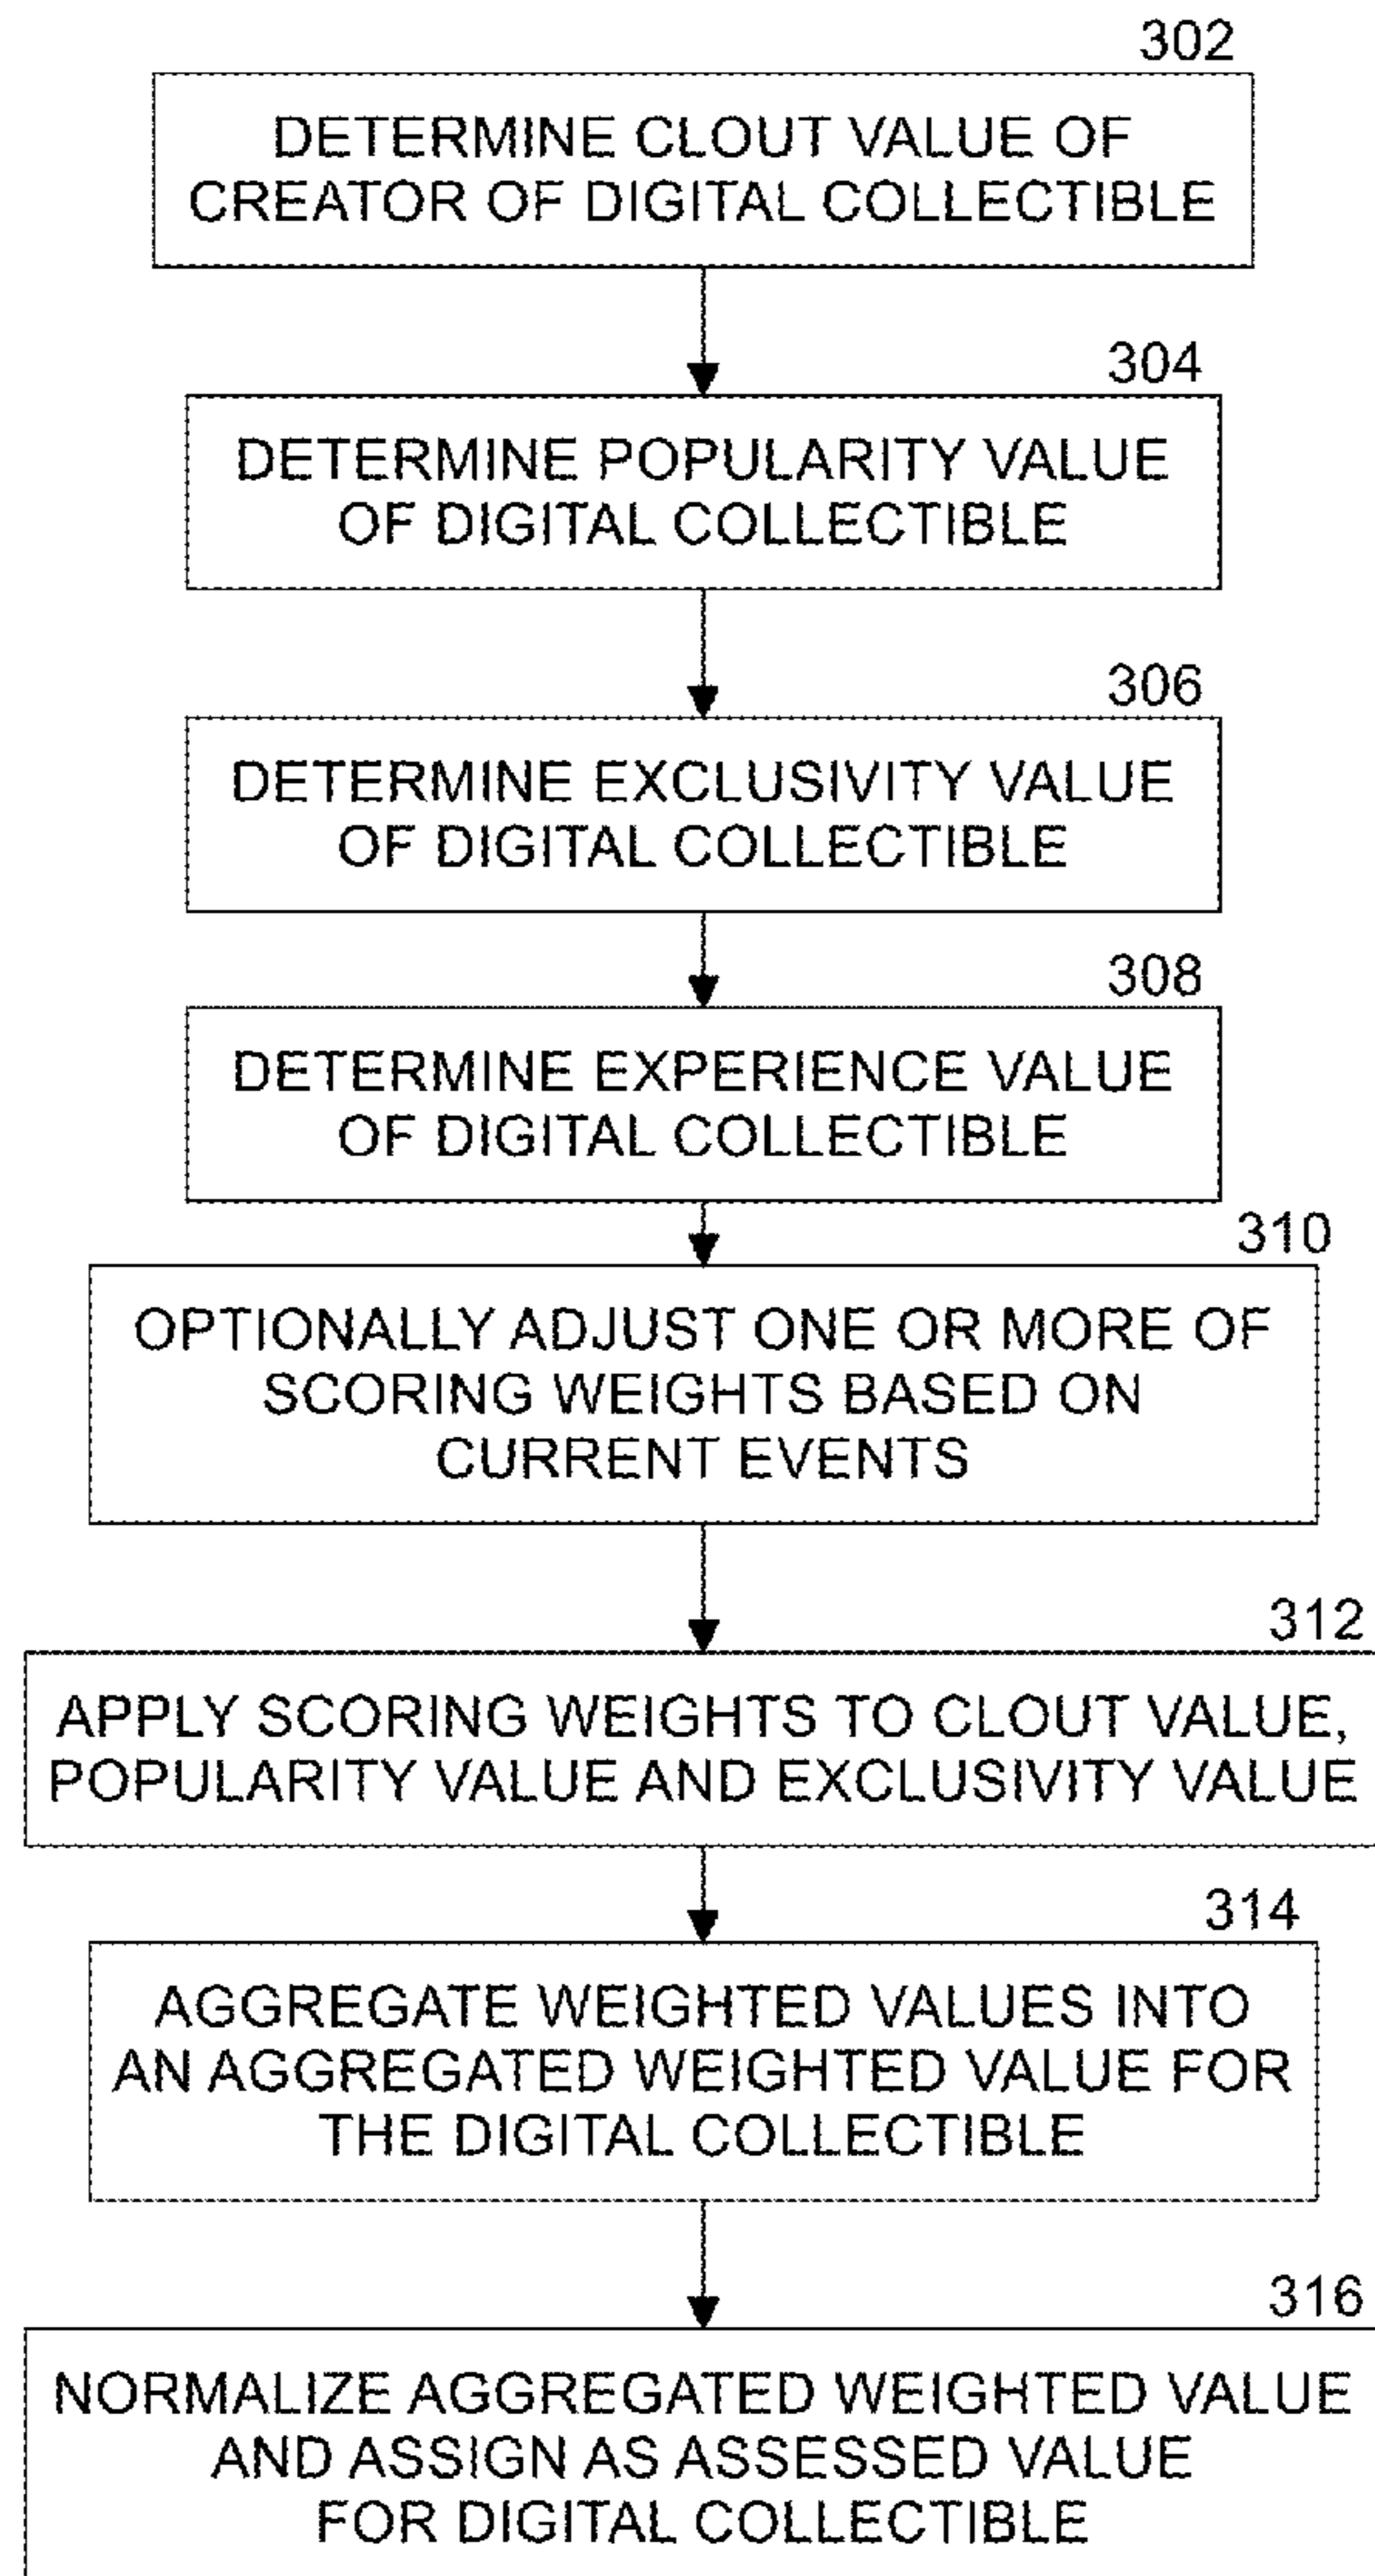 302
DETERMINE CLOUT VALUE OF
CREATOR OF DIGITAL COLLECTIBLE
304
DETERMINE POPULARITY VALUE
OF DIGITAL COLLECTIBLE
306
DETERMINE EXCLUSIVITY VALUE
OF DIGITAL COLLECTIBLE
308
DETERMINE EXPERIENCE VALUE
OF DIGITAL COLLECTIBLE
310
OPTIONALLY ADJUST ONE OR MORE OF
SCORING WEIGHTS BASED ON
CURRENT EVENTS
312
APPLY SCORING WEIGHTS TO CLOUT VALUE,
POPULARITY VALUE AND EXCLUSIVITY VALUE
314
AGGREGATE WEIGHTED VALUES INTO
AN AGGREGATED WEIGHTED VALUE FOR
THE DIGITAL COLLECTIBLE
316
NORMALIZE AGGREGATED WEIGHTED VALUE
AND ASSIGN AS ASSESSED VALUE
FOR DIGITAL COLLECTIBLE